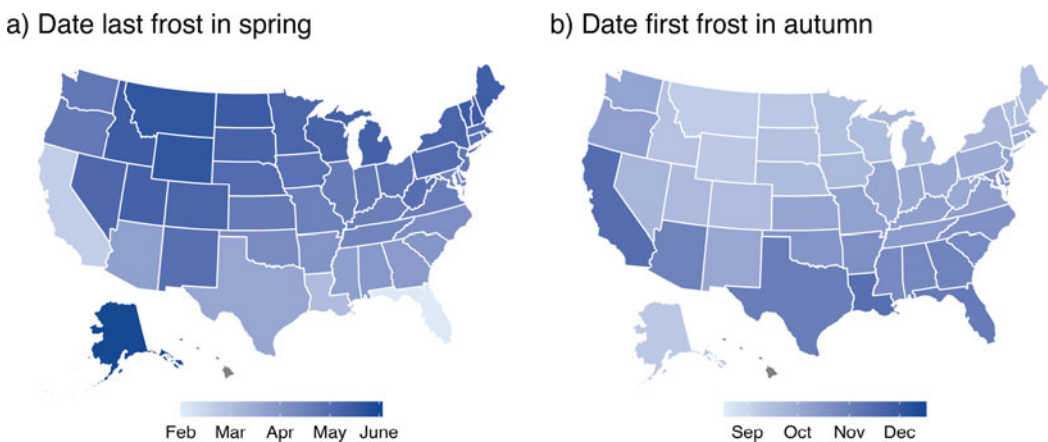 a) Date last frost in spring
b) Date first frost in autumn
Feb Mar Apr May June
Sep Oct Nov Dec